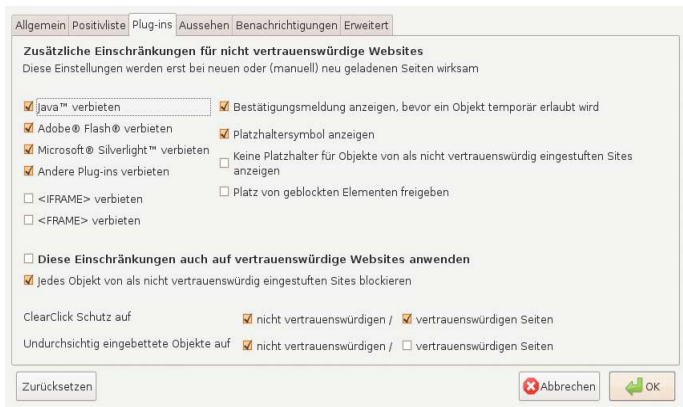 Allgemein Positivliste Plug-ins Aussehen Benachrichtigungen Erweitert
Zusätzliche Einschränkungen für nicht vertrauenswürdige Websites
Diese Einstellungen werden erst bei neuen oder (manuell) neu geladenen Seiten wirksam
Java™ verbieten
Adobe® Flash® verbieten
Microsoft® Silverlight™ verbieten
Andere Plug-ins verbieten
<IFRAME> verbieten
<FRAME> verbieten
Bestätigungsmeldung anzeigen, bevor ein Objekt temporär erlaubt wird
Platzhaltersymbol anzeigen
Keine Platzhalter für Objekte von als nicht vertrauenswürdig eingestuften Sites
anzeigen
Platz von geblockten Elementen freigeben
Diese Einschränkungen auch auf vertrauenswürdige Websites anwenden
Jedes Objekt von als nicht vertrauenswürdig eingestuften Sites blockieren
ClearClick Schutz auf nicht vertrauenswürdigen / vertrauenswürdigen Seiten
Undurchsichtig eingebettete Objekte auf nicht vertrauenswürdigen / vertrauenswürdigen Seiten
Zurücksetzen Abbrechen OK